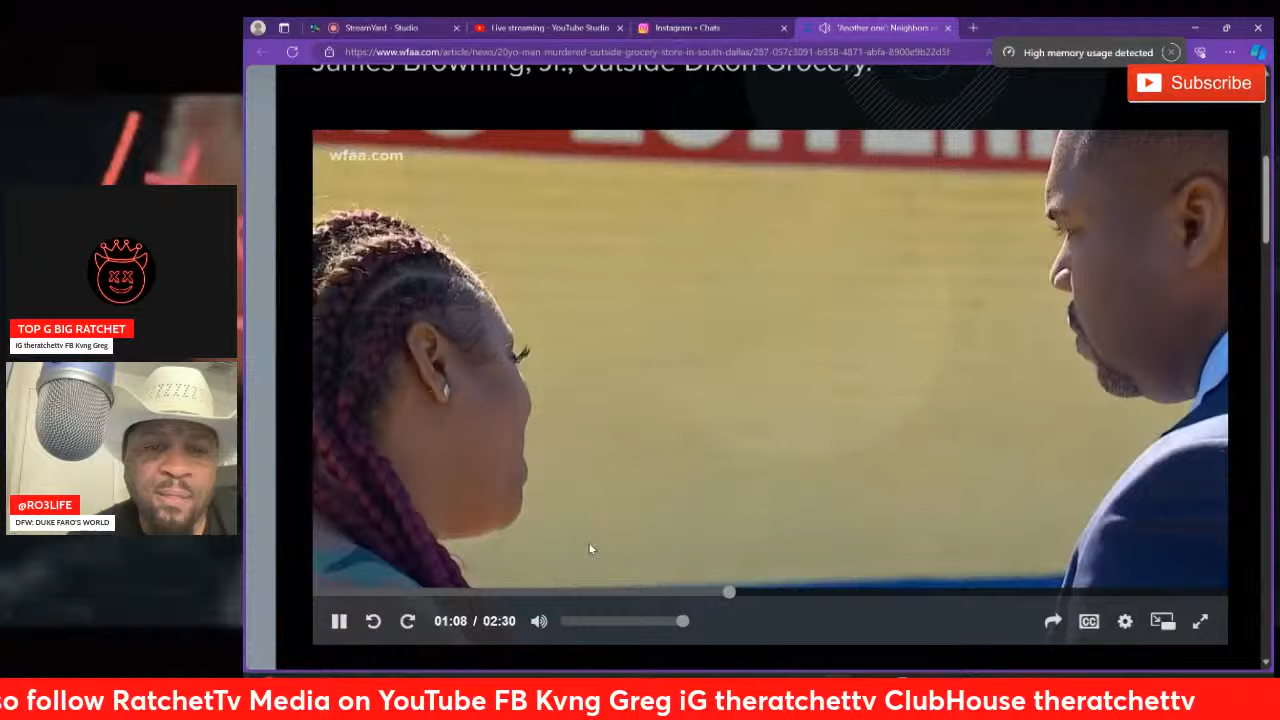 StreamYard - Studio
Live streaming - YouTube Studio
Instagram • Chats
'Another one': Neighbors o
https://www.wfaa.com/article/news/20yo-man-murdered-outside-grocery-store-in-south-dallas/287-057c3091-b958-4871-abfa-8900e9b22d5f
High memory usage detected
Subscribe
James Browning, Jr., outside Dixon Grocery.
wfaa.com
TOP G BIG RATCHET
IG theratchettv FB Kvng Greg
@RO3LIFE
DFW: DUKE FARO'S WORLD
01:08 / 02:30
CC
so follow RatchetTv Media on YouTube FB Kvng Greg iG theratchettv ClubHouse theratchettv